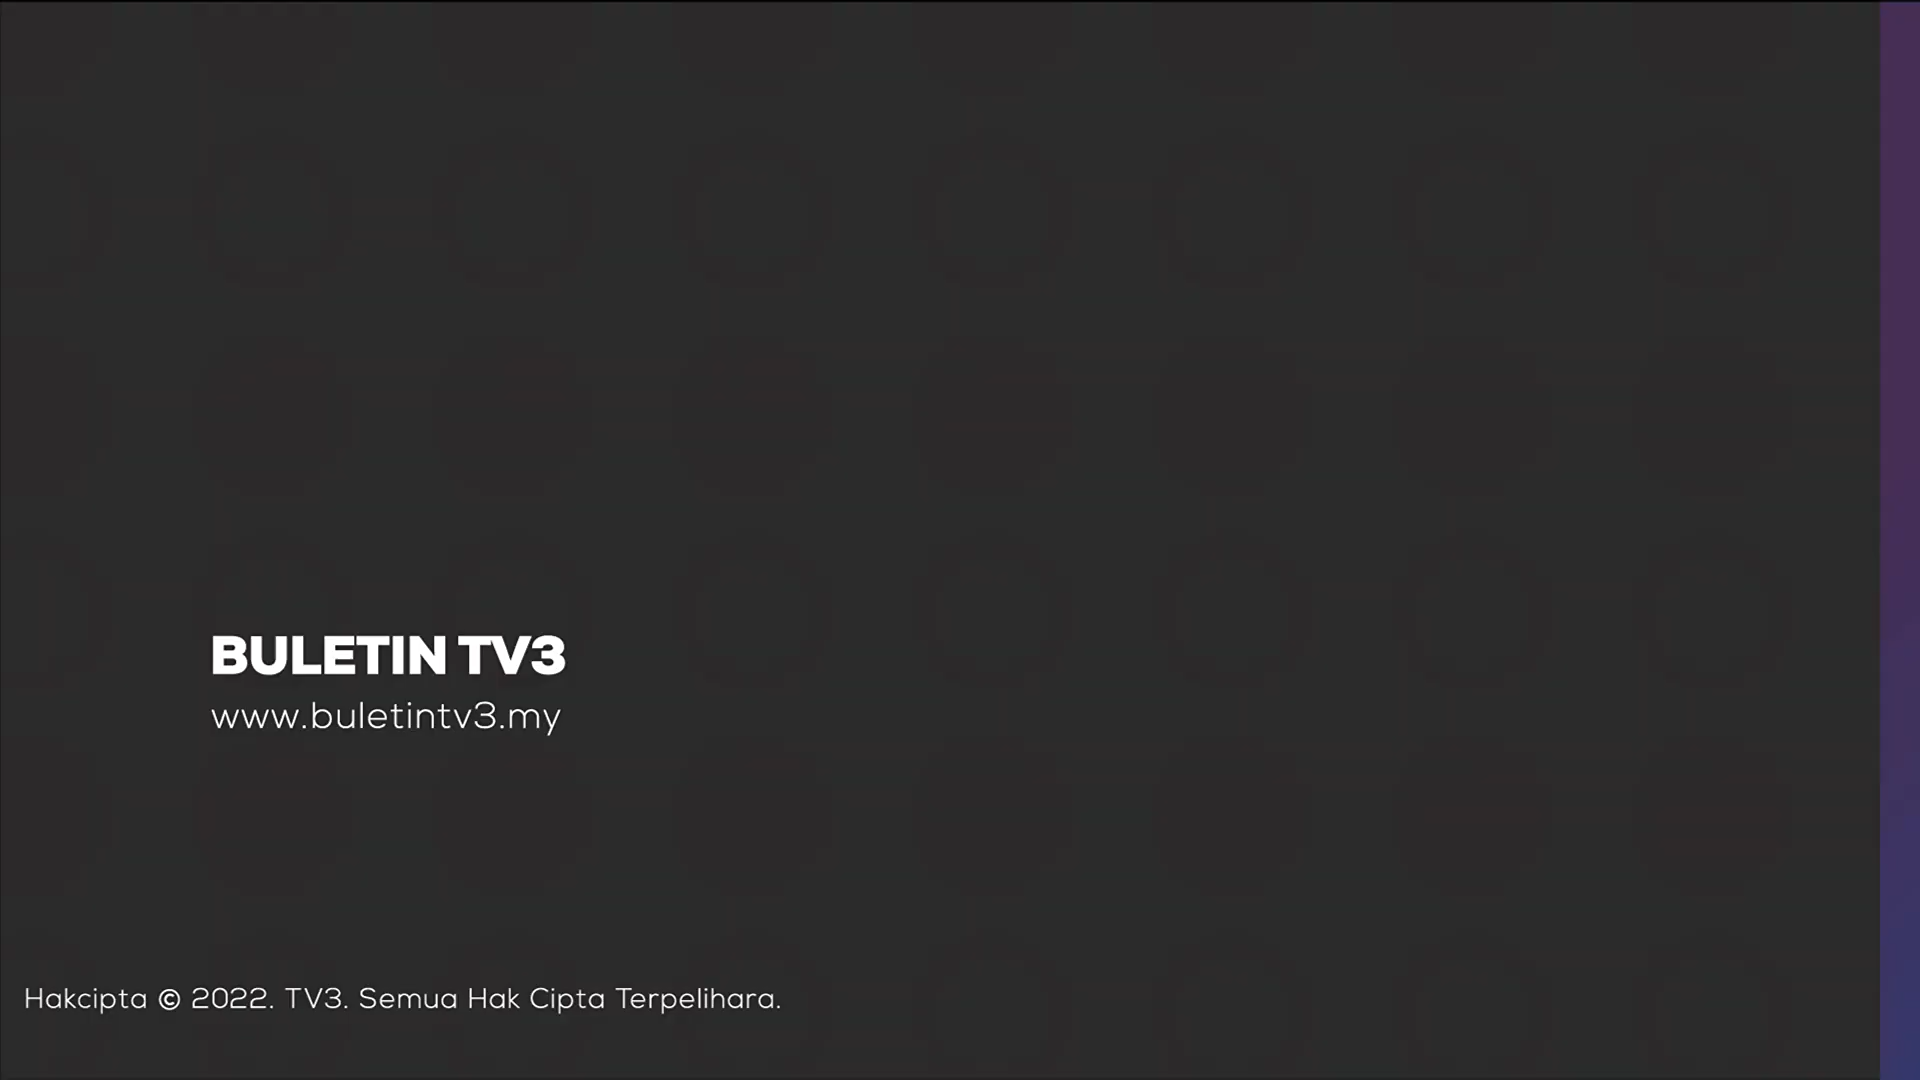 BULETIN TV3
www.buletintv3.my
Hakcipta © 2022. TV3. Semua Hak Cipta Terpelihara.